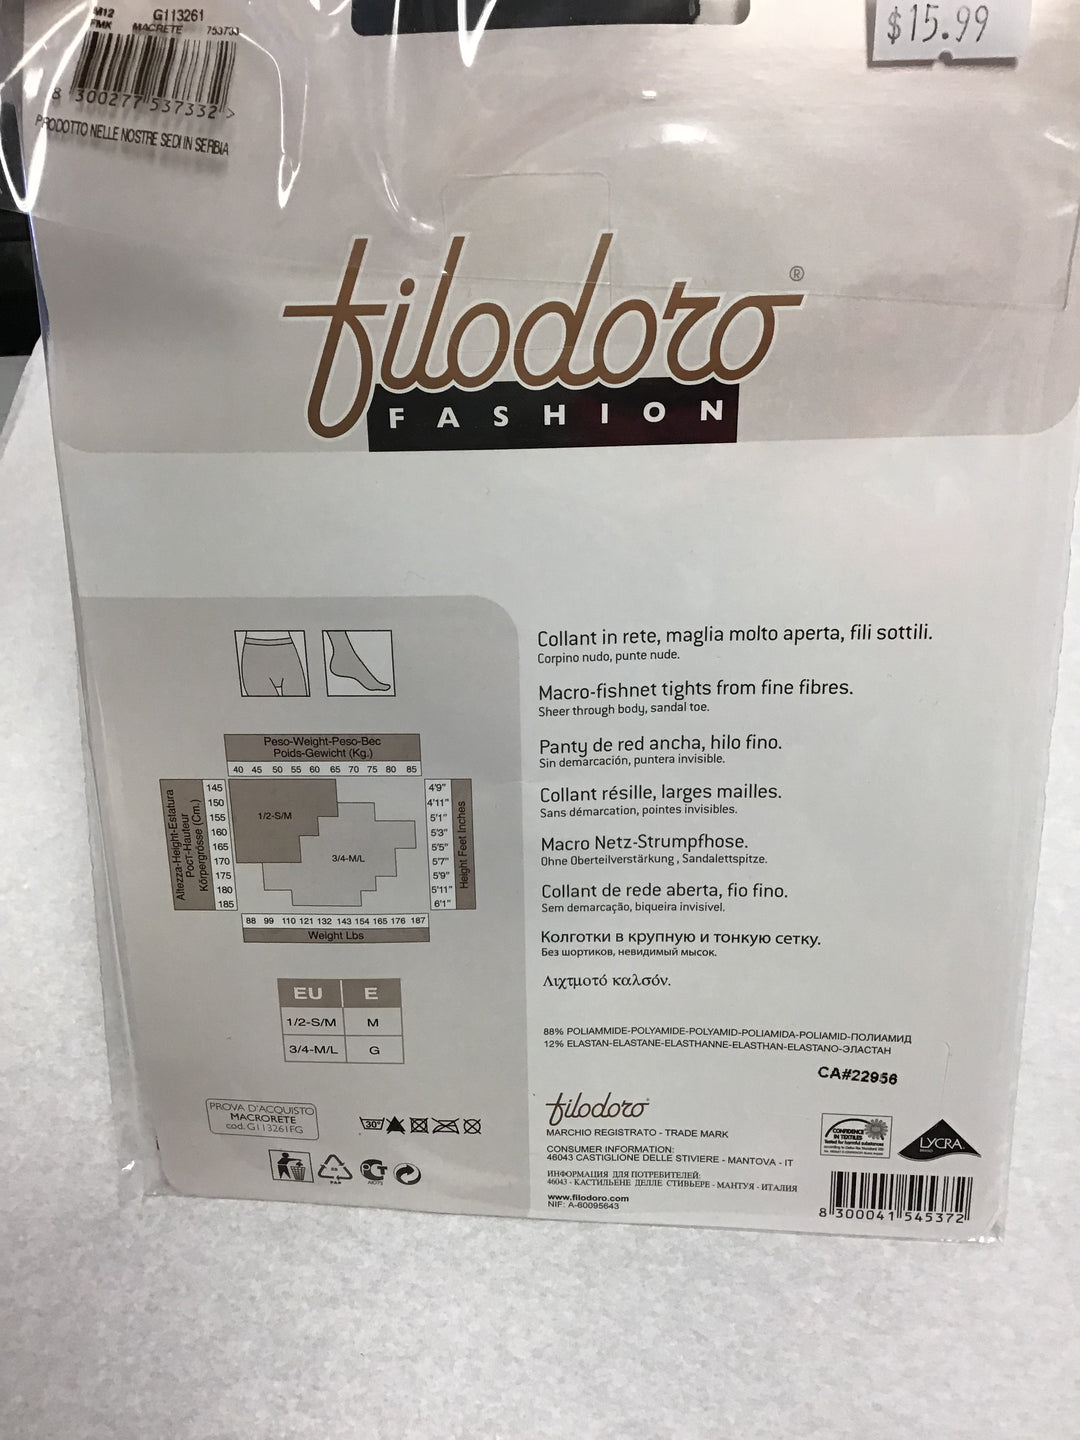 M12 G113261
FMK MACRETE 753733
8 300277 537332 >
PRODOTTO NELLE NOSTRE SEDI IN SERBIA
$15.99
filodoro®
FASHION
Collant in rete, maglia molto aperta, fili sottili.
Corpino nudo, punte nude.
Macro-fishnet tights from fine fibres.
Sheer through body, sandal toe.
Panty de red ancha, hilo fino.
Sin demarcación, puntera invisible.
Collant résille, larges mailles.
Sans démarcation, pointes invisibles.
Macro Netz-Strumpfhose.
Ohne Oberteilverstärkung, Sandalettspitze.
Collant de rede aberta, fio fino.
Sem demarcação, biqueira invisível.
Колготки в крупную и тонкую сетку.
Без шортиков, невидимый мысок.
Λιχτμοτό καλσόν.
Peso-Weight-Peso-Bec
Poids-Gewicht (Kg.)
40 45 50 55 60 65 70 75 80 85
Altezza-Height-Estatura
Рост-Hauteur
Körpergrösse (Cm.)
145
150
155
160
165
170
175
180
185
1/2-S/M
3/4-M/L
4'9"
4'11"
5'1"
5'3"
5'5"
5'7"
5'9"
5'11"
6'1"
Height Feet Inches
88 99 110 121 132 143 154 165 176 187
Weight Lbs
EU E
1/2-S/M M
3/4-M/L G
88% POLIAMMIDE-POLYAMIDE-POLYAMID-POLIAMIDA-POLIAMID-ПОЛИАМИД
12% ELASTAN-ELASTANE-ELASTHANNE-ELASTHAN-ELASTANO-ЭЛАСТАН
CA#22956
PROVA D'ACQUISTO
MACRORETE
cod. G113261FG
30°
PAP
filodoro
MARCHIO REGISTRATO - TRADE MARK
CONSUMER INFORMATION:
46043 CASTIGLIONE DELLE STIVIERE - MANTOVA - IT
ИНФОРМАЦИЯ ДЛЯ ПОТРЕБИТЕЛЕЙ:
46043 - КАСТИЛЬЕНЕ ДЕЛЛЕ СТИВЬЕРЕ - МАНТУЯ - ИТАЛИЯ
www.filodoro.com
NIF: A-60095643
CONFIDENCE
IN TEXTILES
LYCRA
8 300041 545372